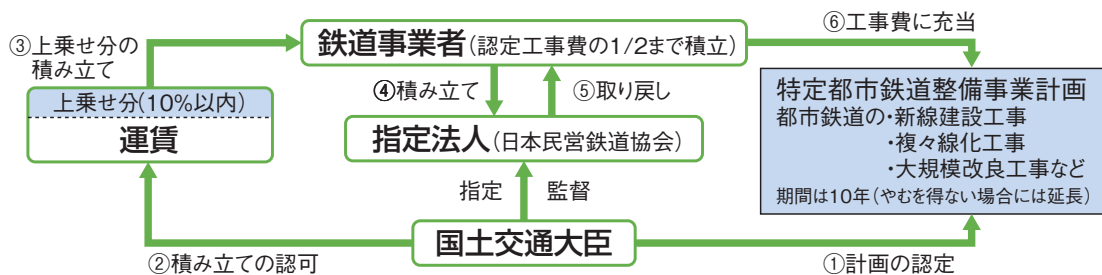 ③上乗せ分の
積み立て
上乗せ分(10%以内)
運賃
鉄道事業者(認定工事費の1/2まで積立)
④積み立て
⑤取り戻し
指定法人(日本民営鉄道協会)
指定 監督
国土交通大臣
②積み立ての認可
①計画の認定
⑥工事費に充当
特定都市鉄道整備事業計画
都市鉄道の・新線建設工事
・複々線化工事
・大規模改良工事など
期間は10年(やむを得ない場合には延長)